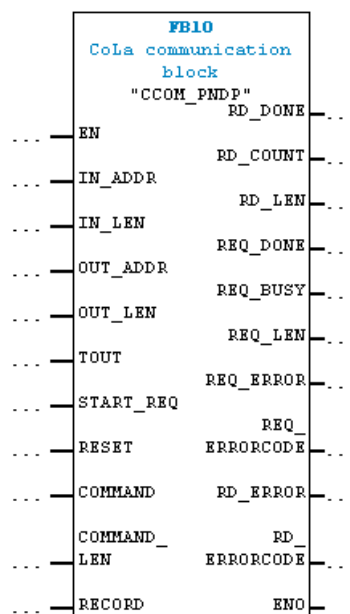 FB10
CoLa communication
block
"CCOM_PNDP"
RD_DONE
EN
RD_COUNT
IN_ADDR
RD_LEN
IN_LEN
REQ_DONE
OUT_ADDR
REQ_BUSY
OUT_LEN
REQ_LEN
TOUT
REQ_ERROR
START_REQ
REQ_
RESET ERRORCODE
COMMAND RD_ERROR
COMMAND_ RD_
LEN ERRORCODE
RECORD ENO